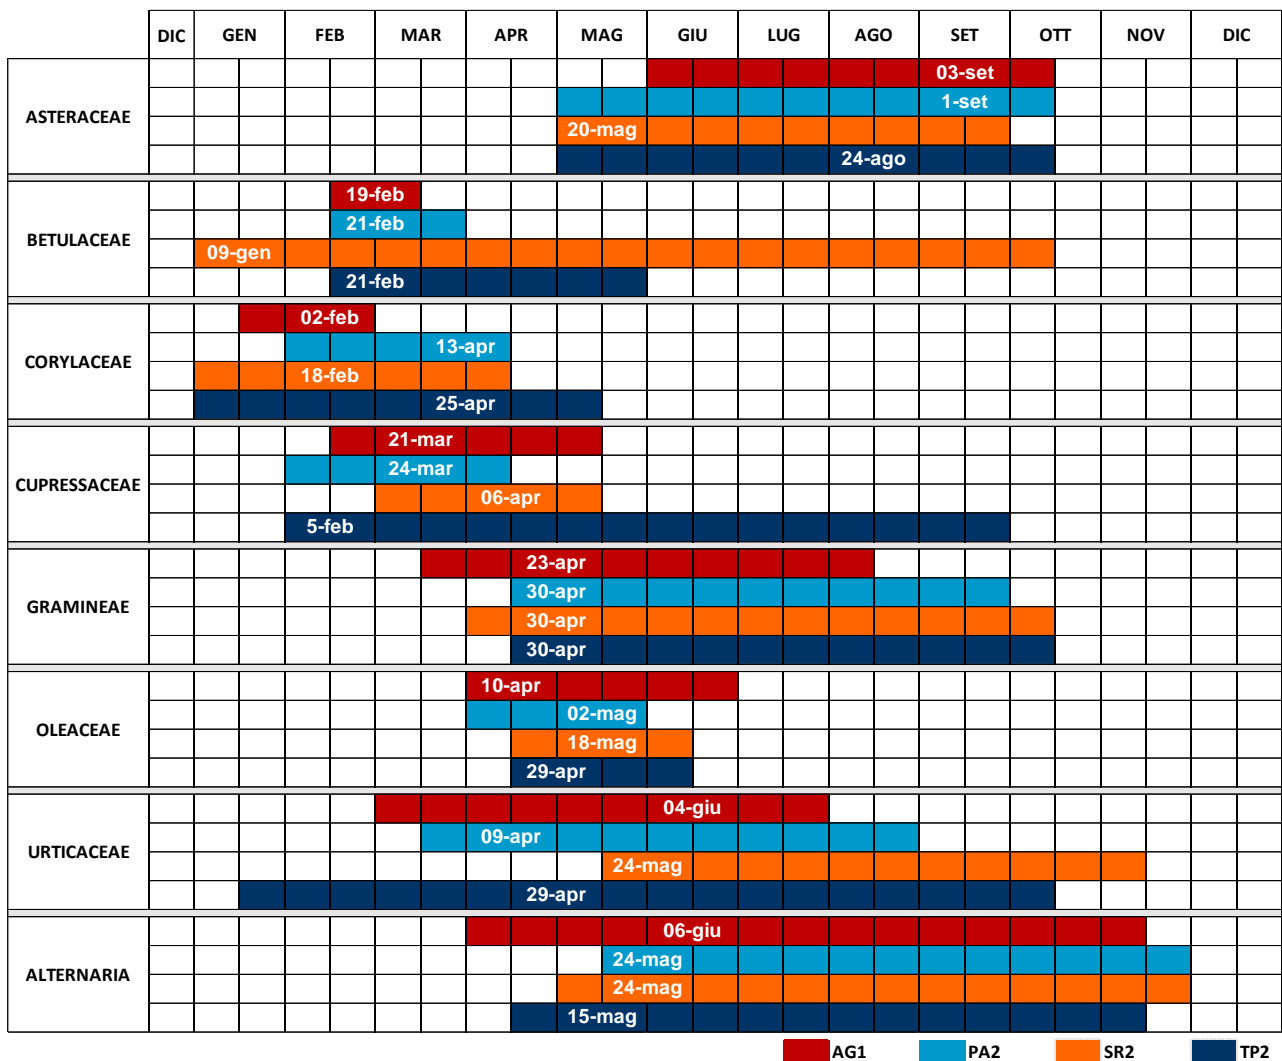 DIC GEN FEB MAR APR MAG GIU LUG AGO SET OTT NOV DIC
ASTERACEAE
03-set
1-set
20-mag
24-ago
BETULACEAE
19-feb
21-feb
09-gen
21-feb
CORYLACEAE
02-feb
13-apr
18-feb
25-apr
CUPRESSACEAE
21-mar
24-mar
06-apr
5-feb
GRAMINEAE
23-apr
30-apr
30-apr
30-apr
OLEACEAE
10-apr
02-mag
18-mag
29-apr
URTICACEAE
04-giu
09-apr
24-mag
29-apr
ALTERNARIA
06-giu
24-mag
24-mag
15-mag
AG1 PA2 SR2 TP2